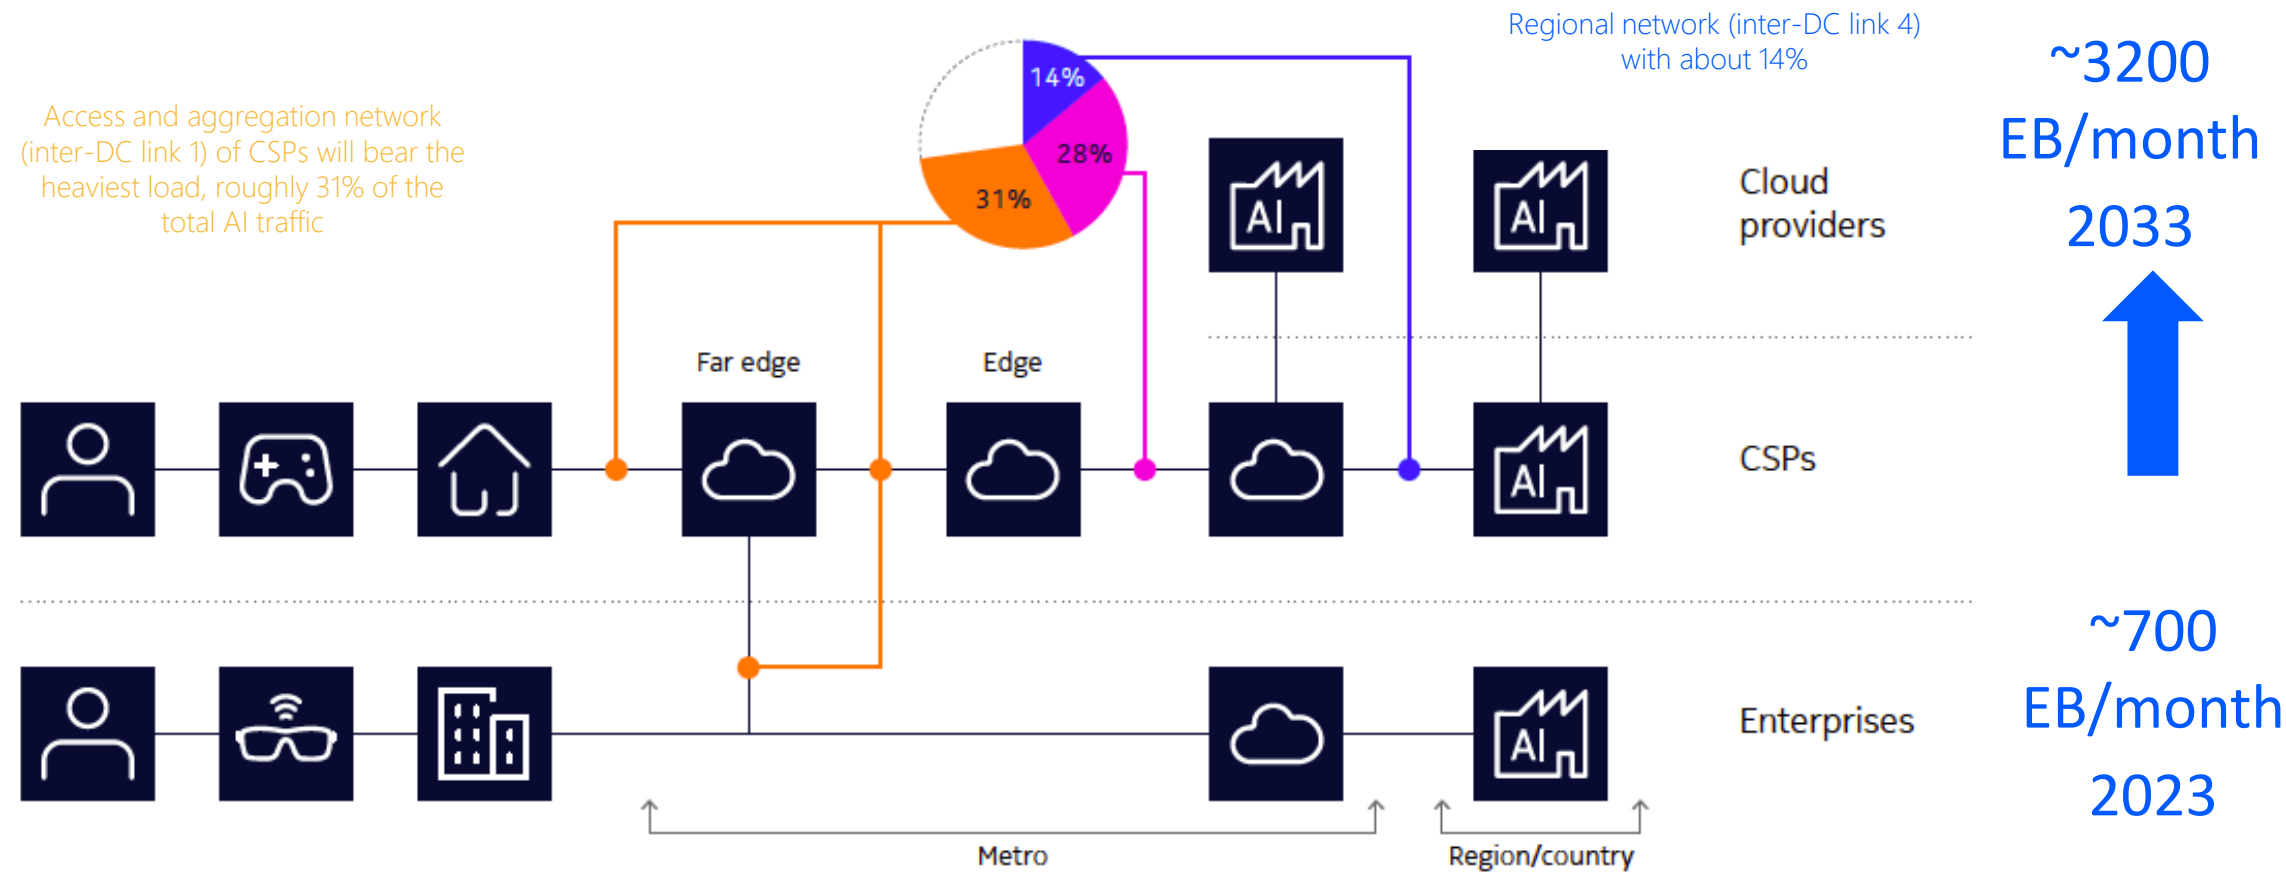 Regional network (inter-DC link 4)
with about 14%
~3200
EB/month
2033
14%
28%
31%
Access and aggregation network
(inter-DC link 1) of CSPs will bear the
heaviest load, roughly 31% of the
total AI traffic
AI
AI
Cloud
providers
Far edge
Edge
AI
CSPs
~700
EB/month
2023
AI
Enterprises
Metro
Region/country